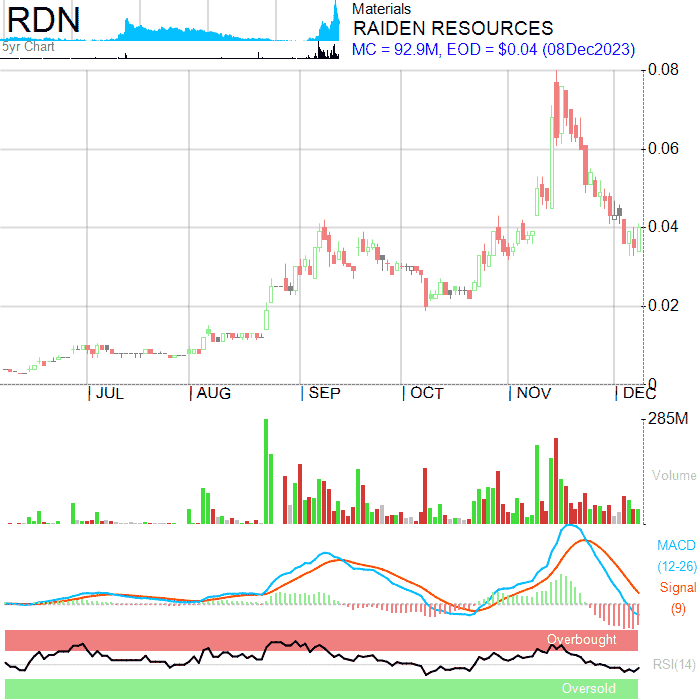 RDN
5yr Chart
Materials
RAIDEN RESOURCES
MC = 92.9M, EOD = $0.04 (08Dec2023)
0.08
0.06
0.04
0.02
0
JUL AUG SEP OCT NOV DEC
285M
Volume
MACD
(12-26)
Signal
(9)
Overbought
RSI(14)
Oversold